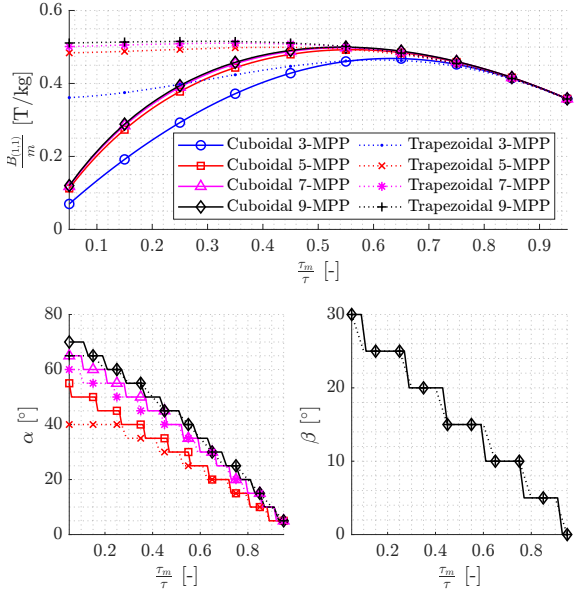 0.6
0.4
0.2
0
B(1,1)/m [T/kg]
Cuboidal 3-MPP Trapezoidal 3-MPP
Cuboidal 5-MPP Trapezoidal 5-MPP
Cuboidal 7-MPP Trapezoidal 7-MPP
Cuboidal 9-MPP Trapezoidal 9-MPP
0.1 0.2 0.3 0.4 0.5 0.6 0.7 0.8 0.9
τm/τ [-]
80
60
40
20
0
α [°]
0.2 0.4 0.6 0.8
τm/τ [-]
30
20
10
0
β [°]
0.2 0.4 0.6 0.8
τm/τ [-]